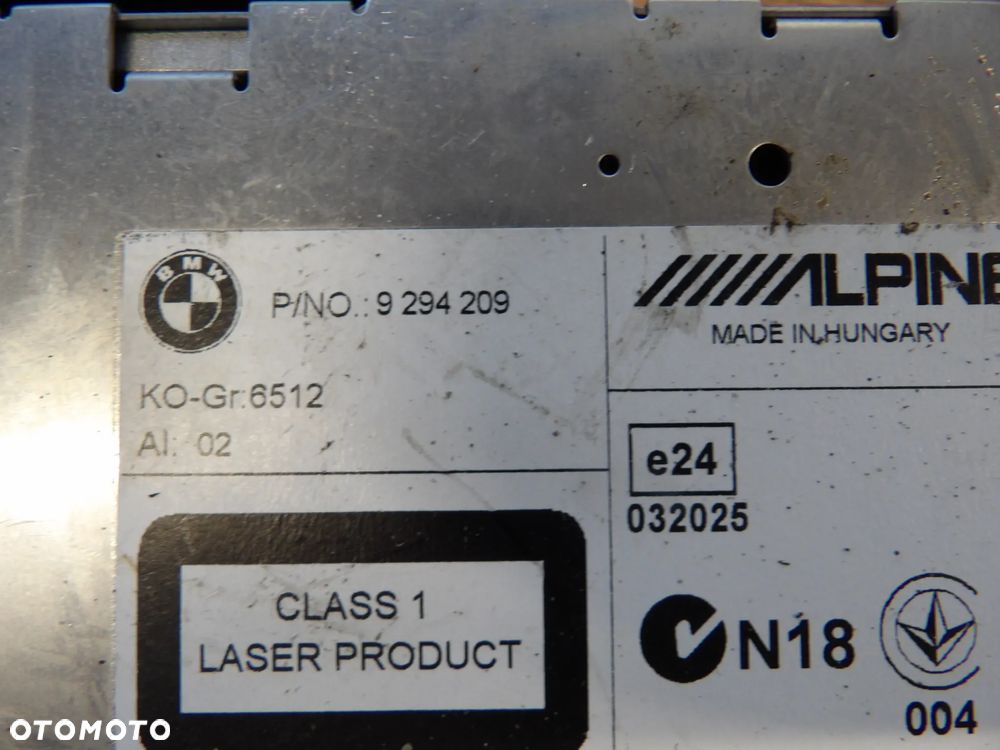 BMW
P/NO.: 9 294 209
KO-Gr.:6512
AI: 02
CLASS 1
LASER PRODUCT
ALPINE
MADE IN HUNGARY
e24
032025
N18
004
OTOMOTO